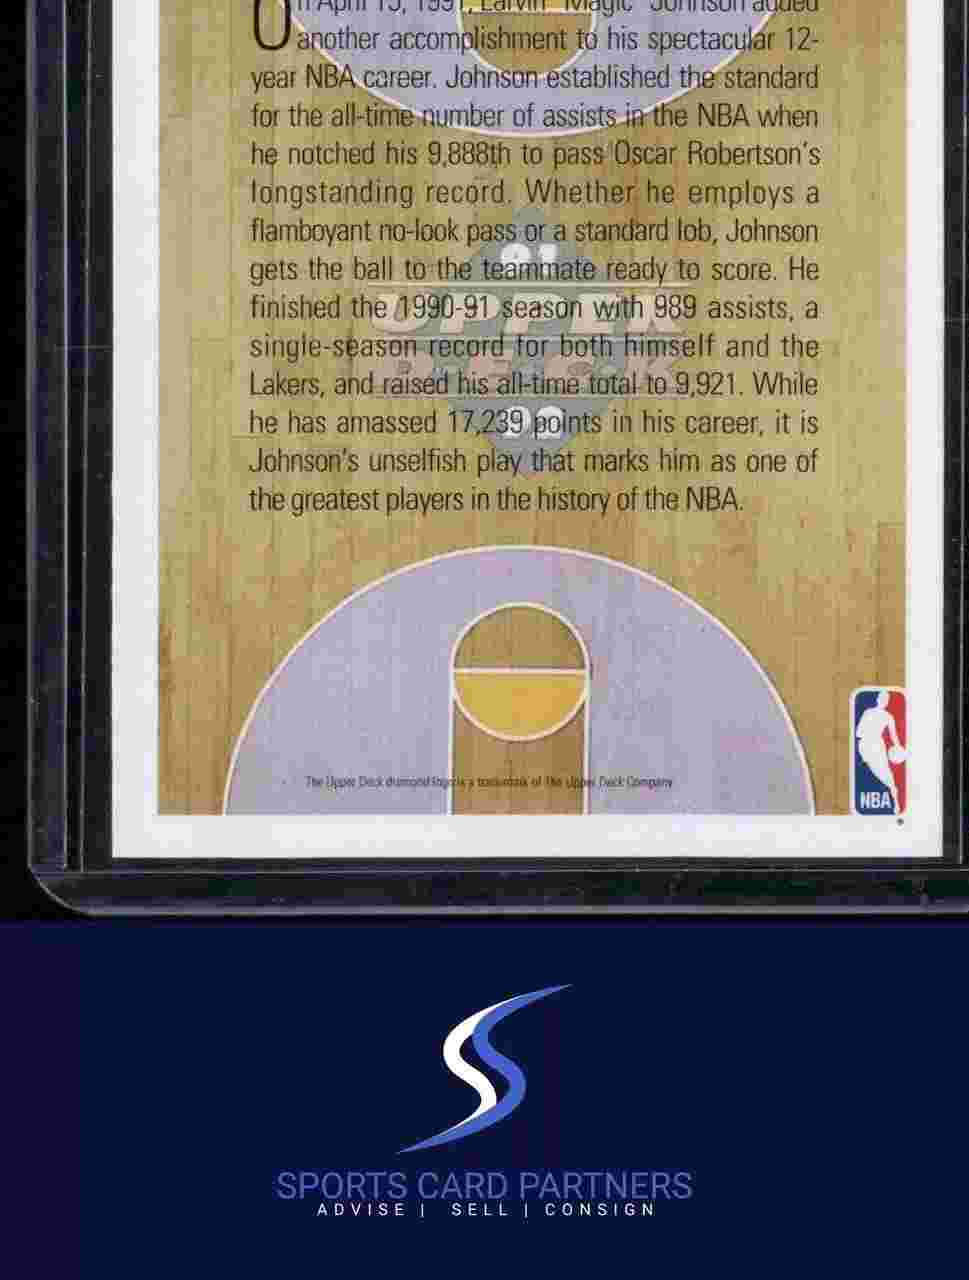 On April 15, 1991, Earvin "Magic" Johnson added
another accomplishment to his spectacular 12-
year NBA career. Johnson established the standard
for the all-time number of assists in the NBA when
he notched his 9,888th to pass Oscar Robertson's
longstanding record. Whether he employs a
flamboyant no-look pass or a standard lob, Johnson
gets the ball to the teammate ready to score. He
finished the 1990-91 season with 989 assists, a
single-season record for both himself and the
Lakers, and raised his all-time total to 9,921. While
he has amassed 17,239 points in his career, it is
Johnson's unselfish play that marks him as one of
the greatest players in the history of the NBA.
91
UPPER
DECK
92
The Upper Deck diamond logo is a trademark of The Upper Deck Company
NBA
SPORTS CARD PARTNERS
ADVISE | SELL | CONSIGN